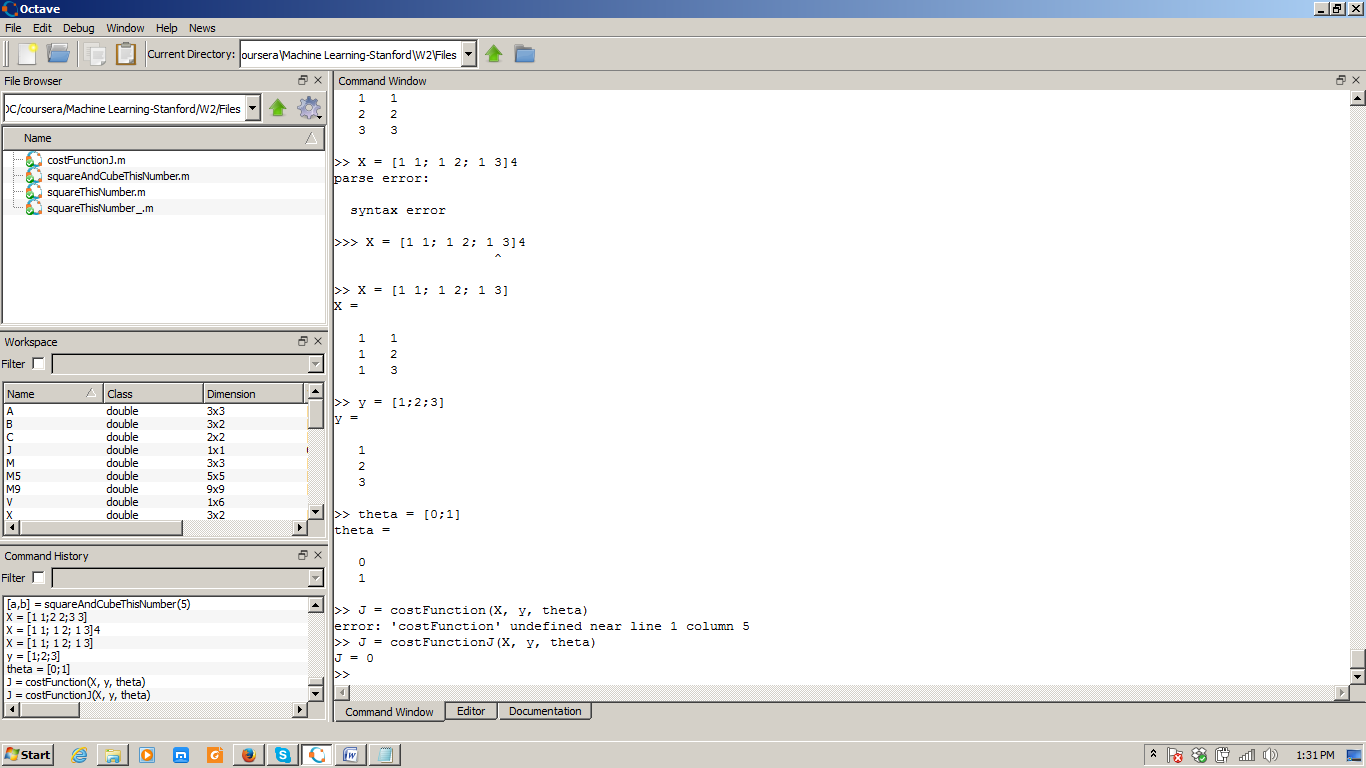 Octave
File Edit Debug Window Help News
Current Directory: oursera\Machine Learning-Stanford\W2\Files
File Browser
C/coursera/Machine Learning-Stanford/W2/Files
Name
costFunctionJ.m
squareAndCubeThisNumber.m
squareThisNumber.m
squareThisNumber_.m
Workspace
Filter
Name Class Dimension
A double 3x3
B double 3x2
C double 2x2
J double 1x1
M double 3x3
M5 double 5x5
M9 double 9x9
V double 1x6
X double 3x2
Command History
Filter
[a,b] = squareAndCubeThisNumber(5)
X = [1 1;2 2;3 3]
X = [1 1; 1 2; 1 3]4
X = [1 1; 1 2; 1 3]
y = [1;2;3]
theta = [0;1]
J = costFunction(X, y, theta)
J = costFunctionJ(X, y, theta)
Command Window
1 1
2 2
3 3
>> X = [1 1; 1 2; 1 3]4
parse error:
syntax error
>>> X = [1 1; 1 2; 1 3]4
^
>> X = [1 1; 1 2; 1 3]
X =
1 1
1 2
1 3
>> y = [1;2;3]
y =
1
2
3
>> theta = [0;1]
theta =
0
1
>> J = costFunction(X, y, theta)
error: 'costFunction' undefined near line 1 column 5
>> J = costFunctionJ(X, y, theta)
J = 0
>>
Command Window Editor Documentation
Start
1:31 PM